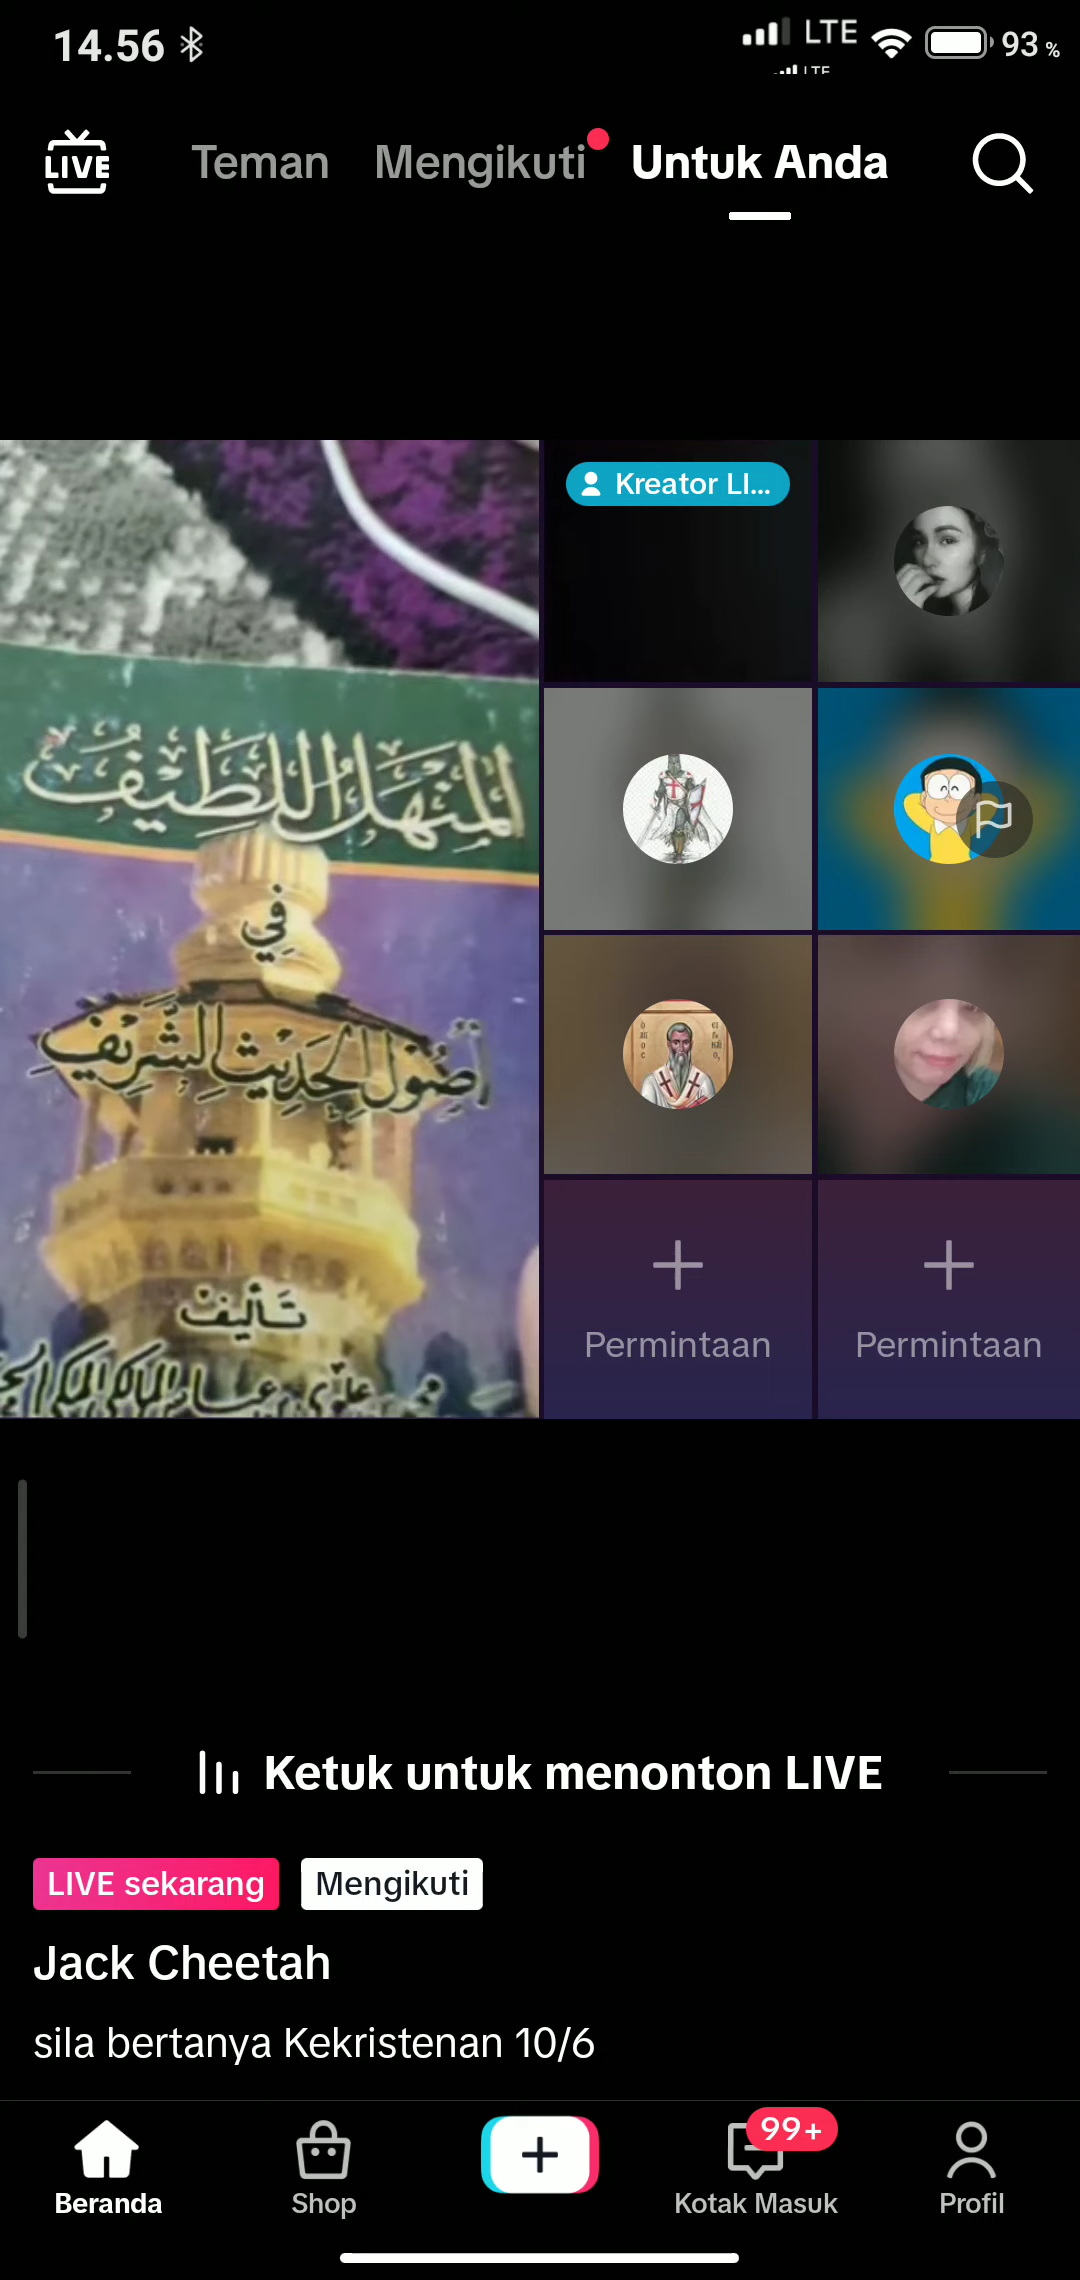 14.56
LTE
93 %
LTE
LIVE
Teman
Mengikuti
Untuk Anda
Kreator LI...
المنهل اللطيف
في
أصول الحديث الشريف
تأليف
Permintaan
Permintaan
Ketuk untuk menonton LIVE
LIVE sekarang
Mengikuti
Jack Cheetah
sila bertanya Kekristenan 10/6
99+
Beranda
Shop
Kotak Masuk
Profil